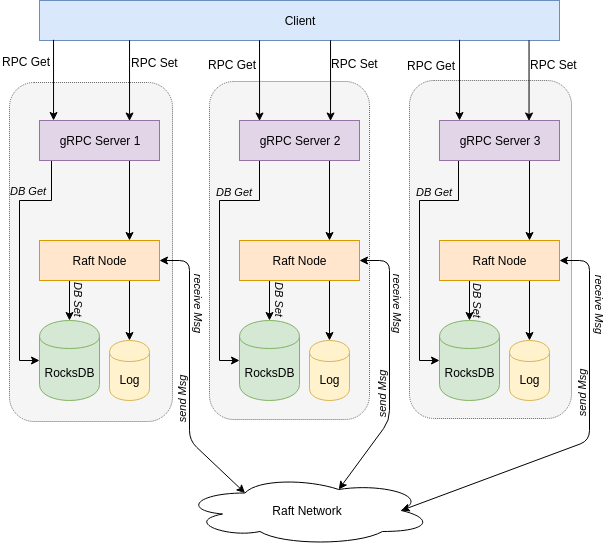 Client
RPC Get
RPC Set
RPC Get
RPC Set
RPC Get
RPC Set
gRPC Server 1
gRPC Server 2
gRPC Server 3
DB Get
DB Get
DB Get
Raft Node
Raft Node
Raft Node
DB Set
receive Msg
DB Set
receive Msg
DB Set
receive Msg
RocksDB
Log
send Msg
RocksDB
Log
send Msg
RocksDB
Log
send Msg
Raft Network